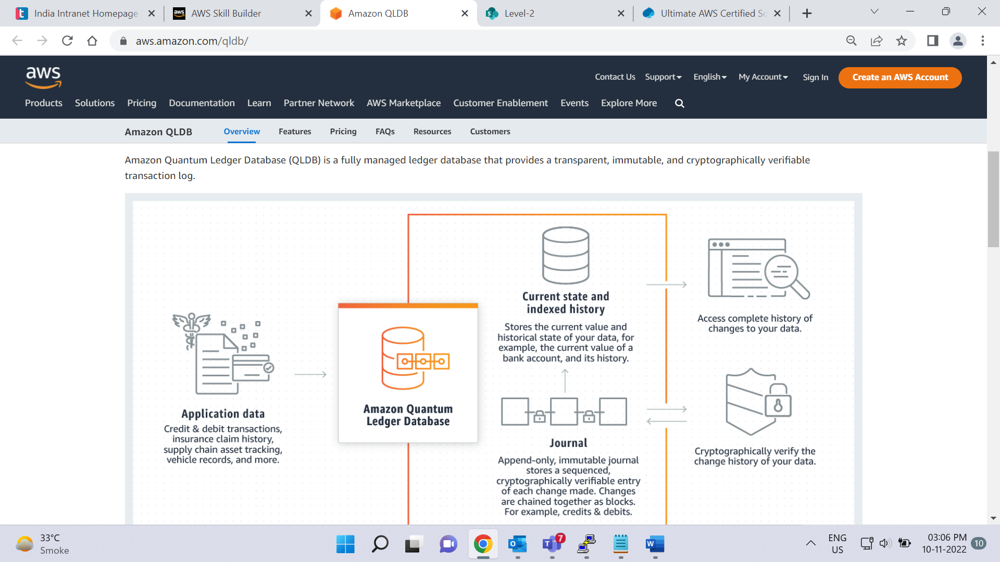 India Intranet Homepage
AWS Skill Builder
Amazon QLDB
Level-2
Ultimate AWS Certified So
aws.amazon.com/qldb/
aws
Contact Us
Support
English
My Account
Sign In
Create an AWS Account
Products
Solutions
Pricing
Documentation
Learn
Partner Network
AWS Marketplace
Customer Enablement
Events
Explore More
Amazon QLDB
Overview
Features
Pricing
FAQs
Resources
Customers
Amazon Quantum Ledger Database (QLDB) is a fully managed ledger database that provides a transparent, immutable, and cryptographically verifiable
transaction log.
Application data
Credit & debit transactions,
insurance claim history,
supply chain asset tracking,
vehicle records, and more.
Amazon Quantum
Ledger Database
Current state and
indexed history
Stores the current value and
historical state of your data, for
example, the current value of a
bank account, and its history.
Journal
Append-only, immutable journal
stores a sequenced,
cryptographically verifiable entry
of each change made. Changes
are chained together as blocks.
For example, credits & debits.
Access complete history of
changes to your data.
Cryptographically verify the
change history of your data.
33°C
Smoke
7
ENG
US
03:06 PM
10-11-2022
10